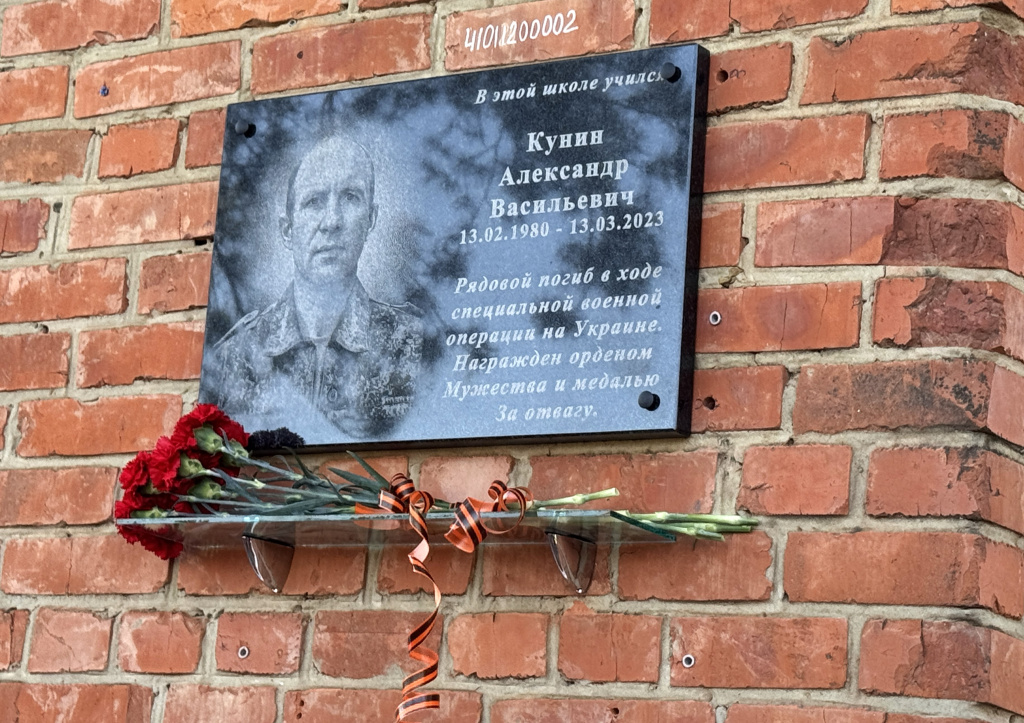 41011200002
В этой школе учился
Кунин
Александр
Васильевич
13.02.1980 - 13.03.2023
Рядовой погиб в ходе
специальной военной
операции на Украине.
Награжден орденом
Мужества и медалью
За отвагу.